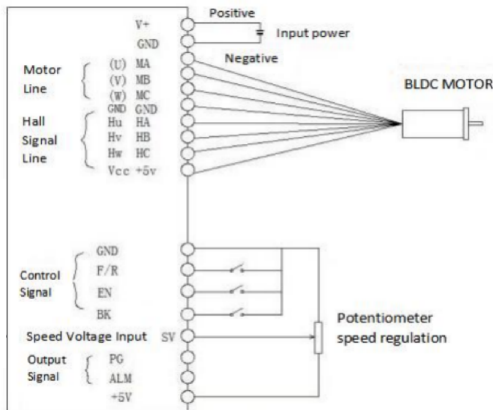 V+ Positive
GND Input power
Negative
Motor Line
(U) MA
(V) MB
(W) MC
BLDC MOTOR
Hall Signal Line
GND GND
Hu HA
Hv HB
Hw HC
Vcc +5v
Control Signal
GND
F/R
EN
BK
Speed Voltage Input SV
Potentiometer
speed regulation
Output Signal
PG
ALM
+5V